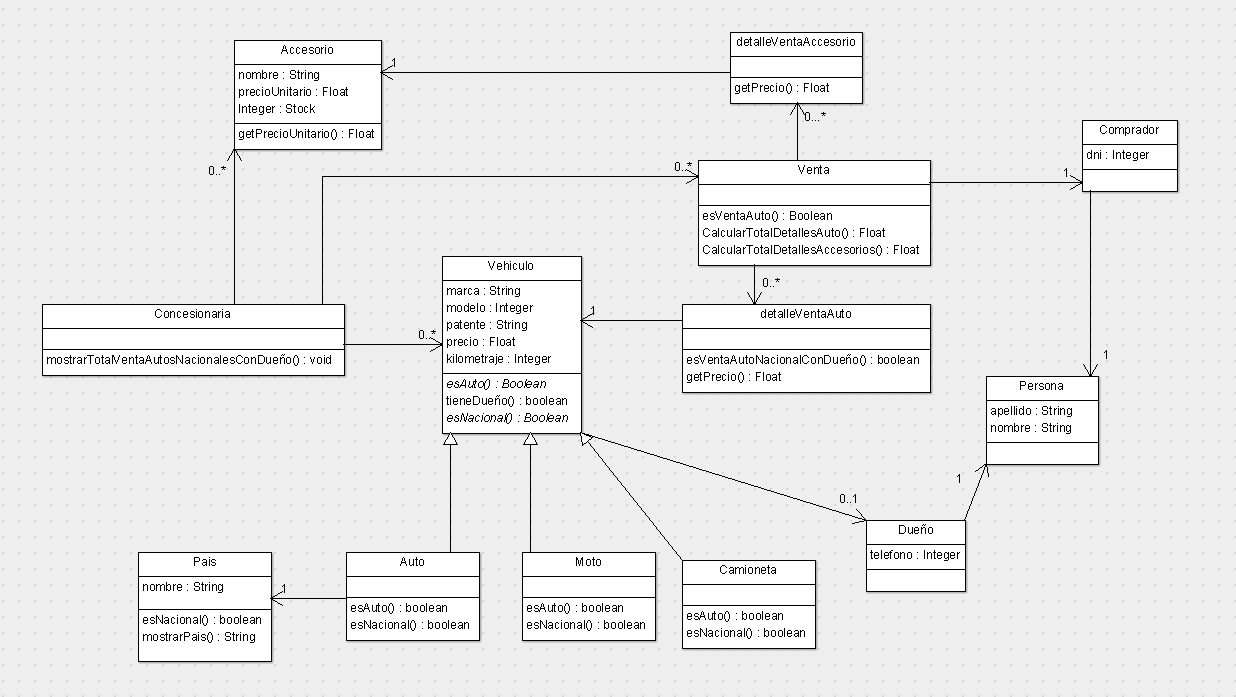 Accesorio
nombre : String
precioUnitario : Float
Integer : Stock
getPrecioUnitario() : Float
1
detalleVentaAccesorio
getPrecio() : Float
0...*
0..*
0..*
Venta
esVentaAuto() : Boolean
CalcularTotalDetallesAuto() : Float
CalcularTotalDetallesAccesorios() : Float
1
Comprador
dni : Integer
0..*
1
Concesionaria
mostrarTotalVentaAutosNacionalesConDueño() : void
0..*
Vehiculo
marca : String
modelo : Integer
patente : String
precio : Float
kilometraje : Integer
esAuto() : Boolean
tieneDueño() : boolean
esNacional() : Boolean
1
detalleVentaAuto
esVentaAutoNacionalConDueño() : boolean
getPrecio() : Float
Persona
apellido : String
nombre : String
1
0..1
Dueño
telefono : Integer
Pais
nombre : String
esNacional() : boolean
mostrarPais() : String
1
Auto
esAuto() : boolean
esNacional() : boolean
Moto
esAuto() : boolean
esNacional() : boolean
Camioneta
esAuto() : boolean
esNacional() : boolean